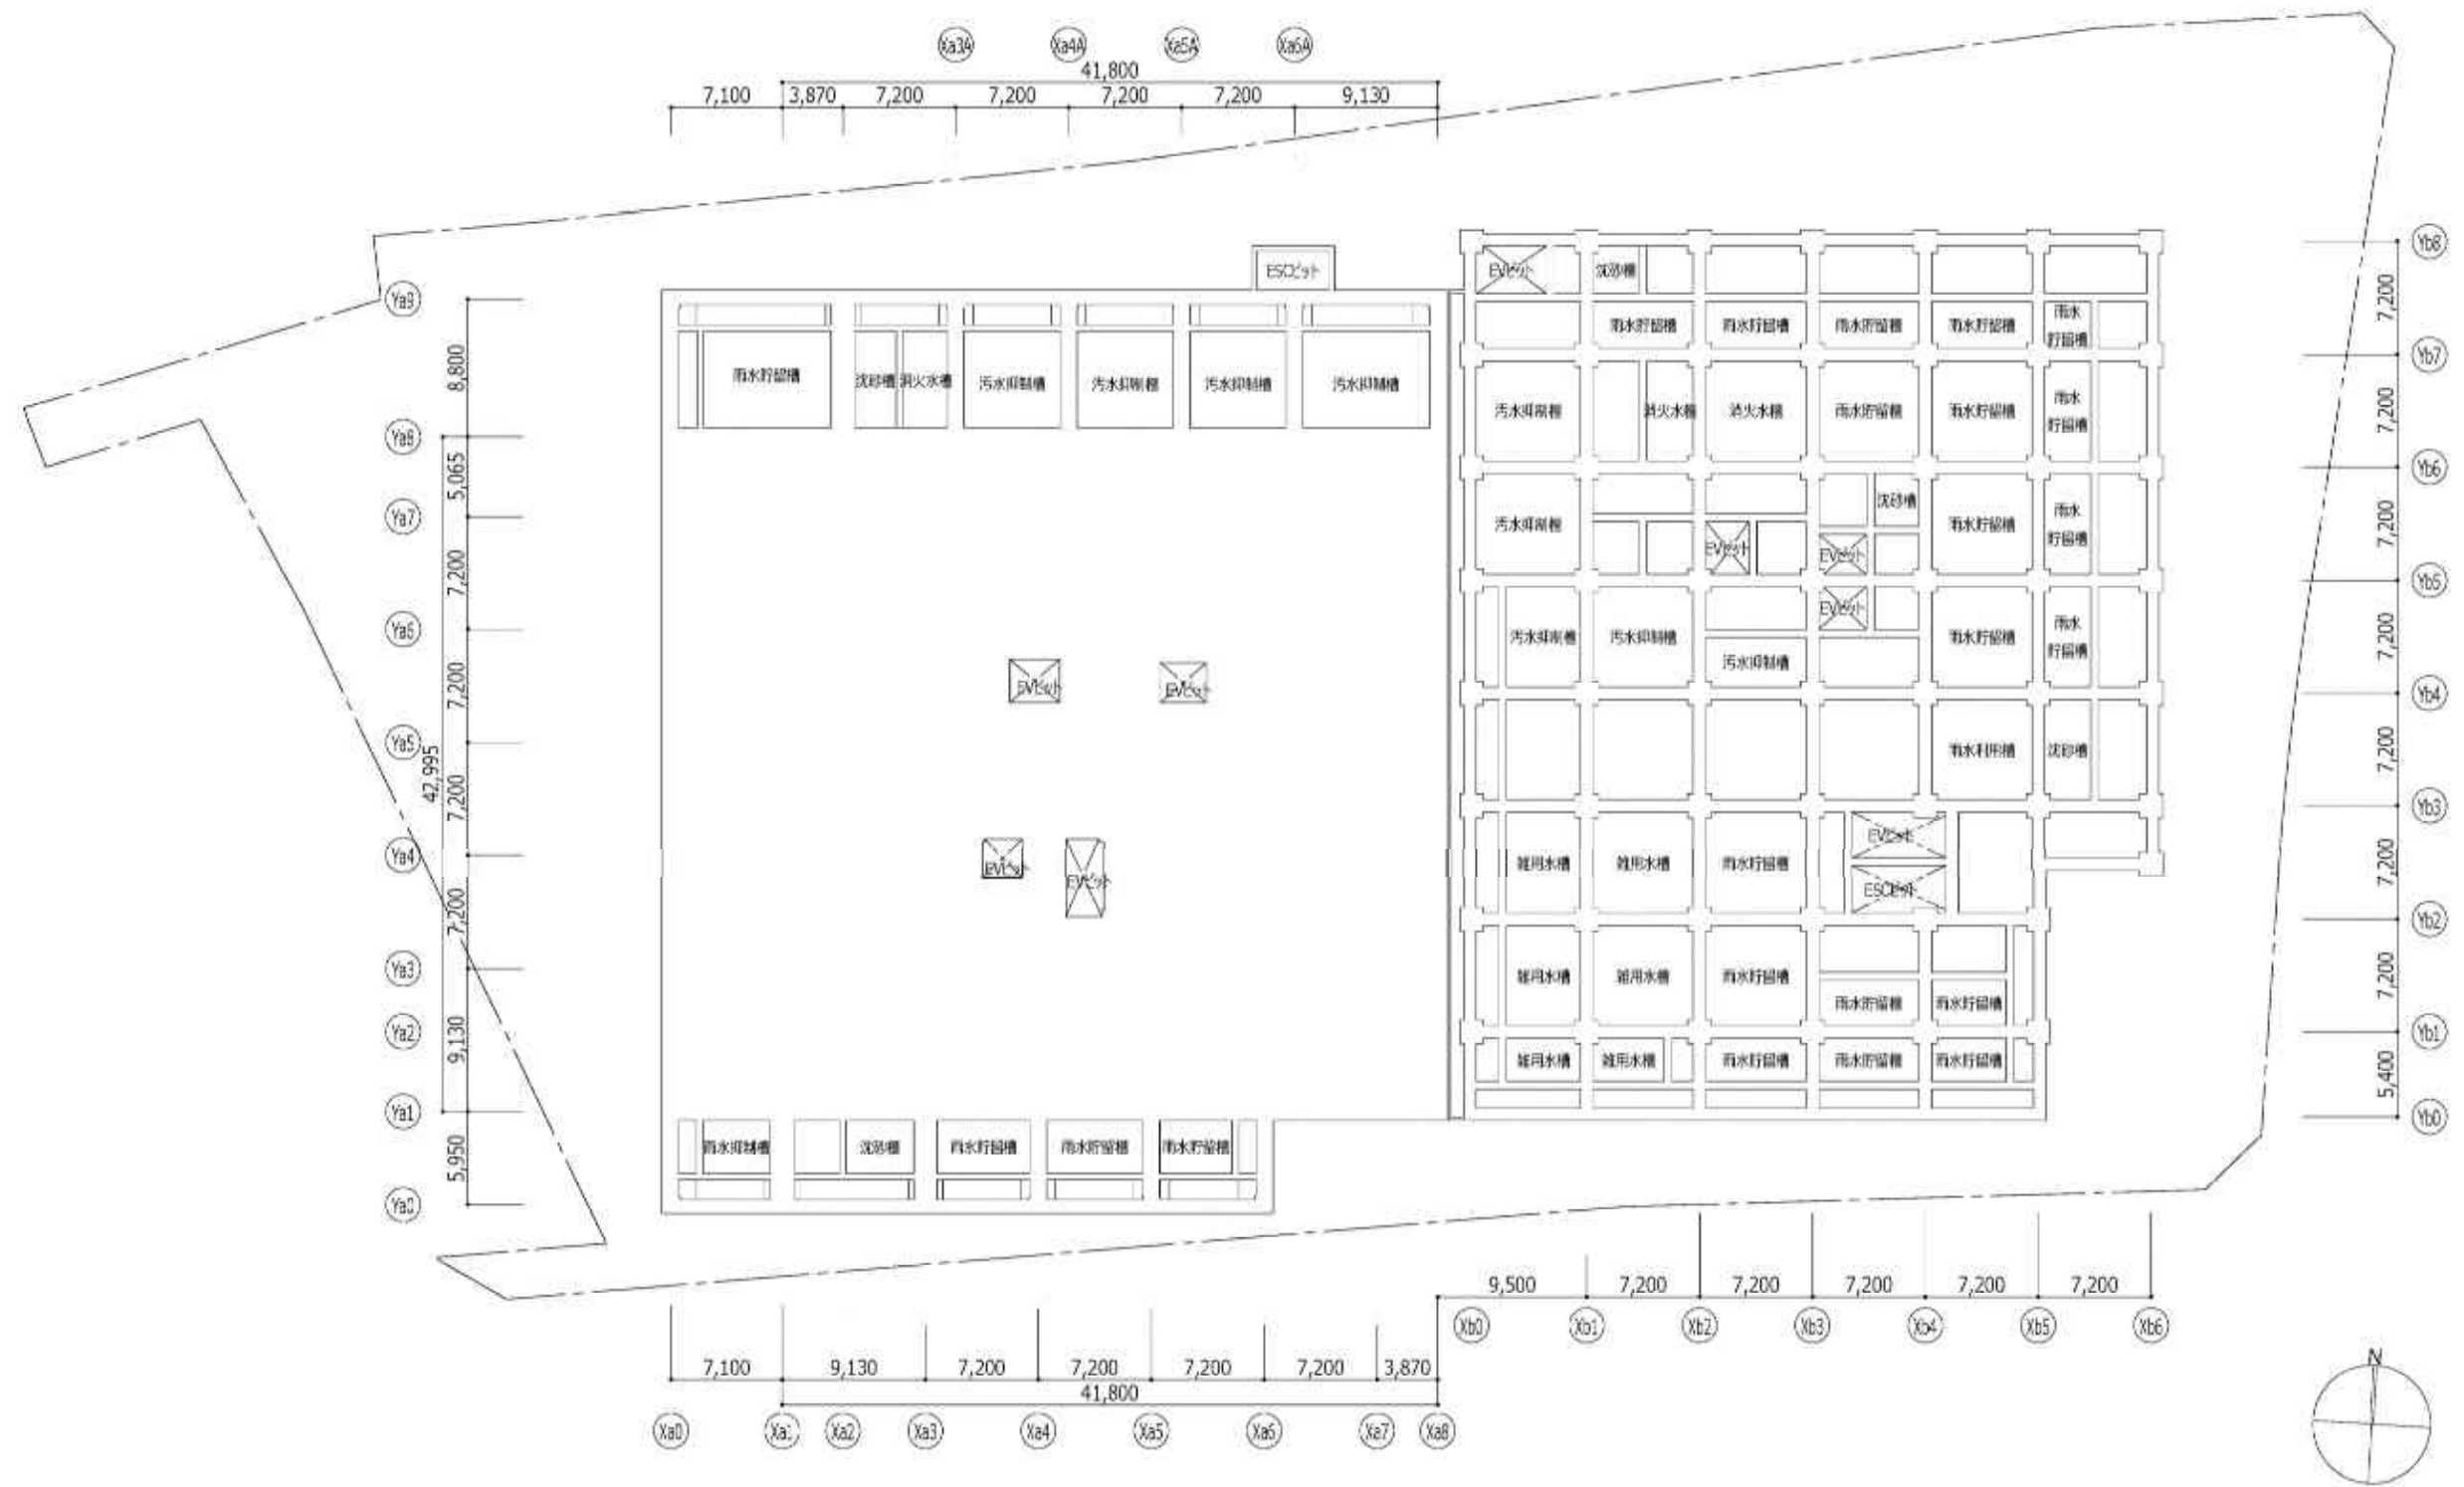 Xa3A Xa4A Xa5A Xa6A
41,800
7,100 3,870 7,200 7,200 7,200 7,200 9,130
Yb8
ESCピット EVピット 沈砂槽
Ya9
7,200
雨水貯留槽 雨水貯留槽 雨水貯留槽 雨水貯留槽 雨水
貯留槽
Yb7
8,800
雨水貯留槽 沈砂槽 消火水槽 汚水抑制槽 汚水抑制槽 汚水抑制槽 汚水抑制槽
汚水抑制槽 消火水槽 消火水槽 雨水貯留槽 雨水貯留槽 雨水
貯留槽
7,200
Ya8
Yb6
5,065
沈砂槽
Ya7
汚水抑制槽 雨水貯留槽 雨水
貯留槽
7,200
EVピット EVピット
7,200
Yb5
EVピット
Ya6
汚水抑制槽 汚水抑制槽 雨水貯留槽 雨水
貯留槽
7,200
汚水抑制槽
7,200
EVピット EVピット
Yb4
Ya5
雨水利用槽 沈砂槽
7,200
42,995
7,200
Yb3
EVピット
Ya4
雑用水槽 雑用水槽 雨水貯留槽
7,200
EVピット EVピット
ESCピット
7,200
Yb2
Ya3
雑用水槽 雑用水槽 雨水貯留槽
7,200
雨水貯留槽 雨水貯留槽
Ya2
Yb1
9,130
雑用水槽 雑用水槽 雨水貯留槽 雨水貯留槽 雨水貯留槽
5,400
Ya1
Yb0
5,950
雨水抑制槽 沈砂槽 雨水貯留槽 雨水貯留槽 雨水貯留槽
Ya0
9,500 7,200 7,200 7,200 7,200 7,200
Xb0 Xb1 Xb2 Xb3 Xb4 Xb5 Xb6
7,100 9,130 7,200 7,200 7,200 7,200 3,870
41,800
Xa0 Xa1 Xa2 Xa3 Xa4 Xa5 Xa6 Xa7 Xa8
N